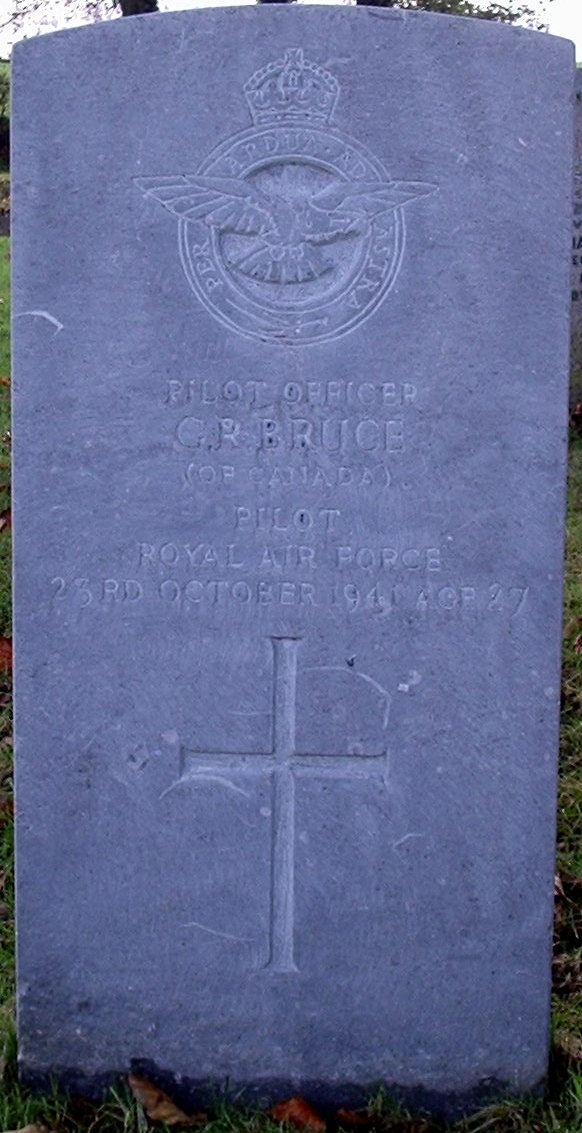 PER ARDUA AD ASTRA
PILOT OFFICER
G.R.BRUCE
(OF CANADA)
PILOT
ROYAL AIR FORCE
23RD OCTOBER 1941 AGE 27